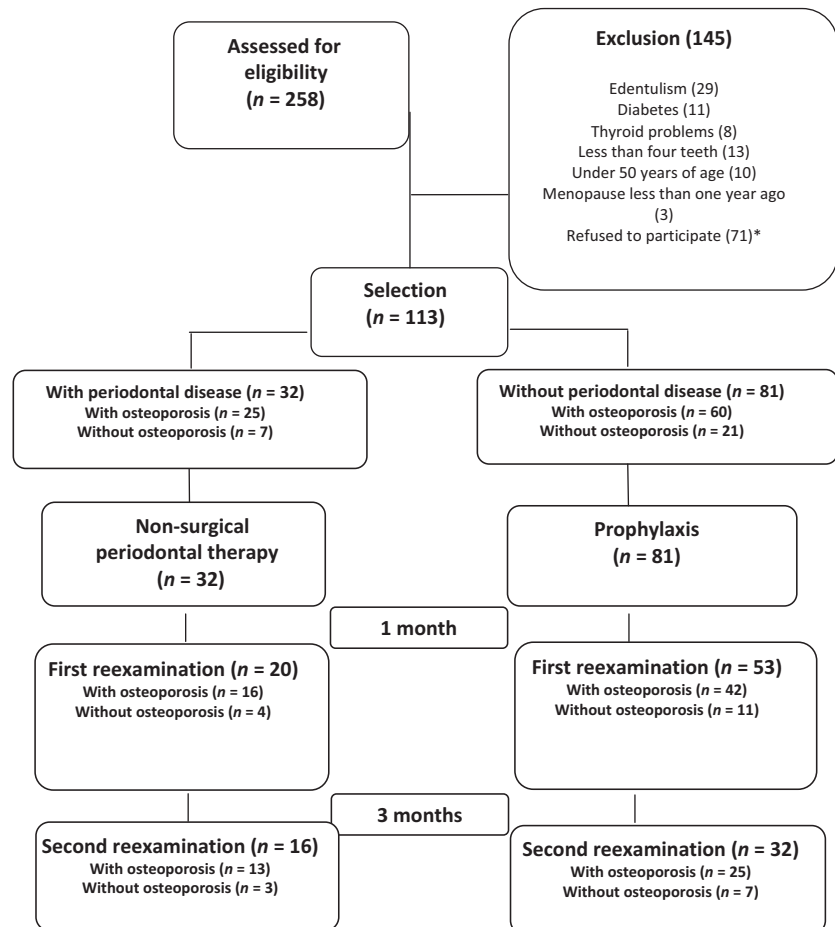 Assessed for
eligibility
(n = 258)
Exclusion (145)
Edentulism (29)
Diabetes (11)
Thyroid problems (8)
Less than four teeth (13)
Under 50 years of age (10)
Menopause less than one year ago
(3)
Refused to participate (71)*
Selection
(n = 113)
With periodontal disease (n = 32)
With osteoporosis (n = 25)
Without osteoporosis (n = 7)
Without periodontal disease (n = 81)
With osteoporosis (n = 60)
Without osteoporosis (n = 21)
Non-surgical
periodontal therapy
(n = 32)
Prophylaxis
(n = 81)
1 month
First reexamination (n = 20)
With osteoporosis (n = 16)
Without osteoporosis (n = 4)
First reexamination (n = 53)
With osteoporosis (n = 42)
Without osteoporosis (n = 11)
3 months
Second reexamination (n = 16)
With osteoporosis (n = 13)
Without osteoporosis (n = 3)
Second reexamination (n = 32)
With osteoporosis (n = 25)
Without osteoporosis (n = 7)